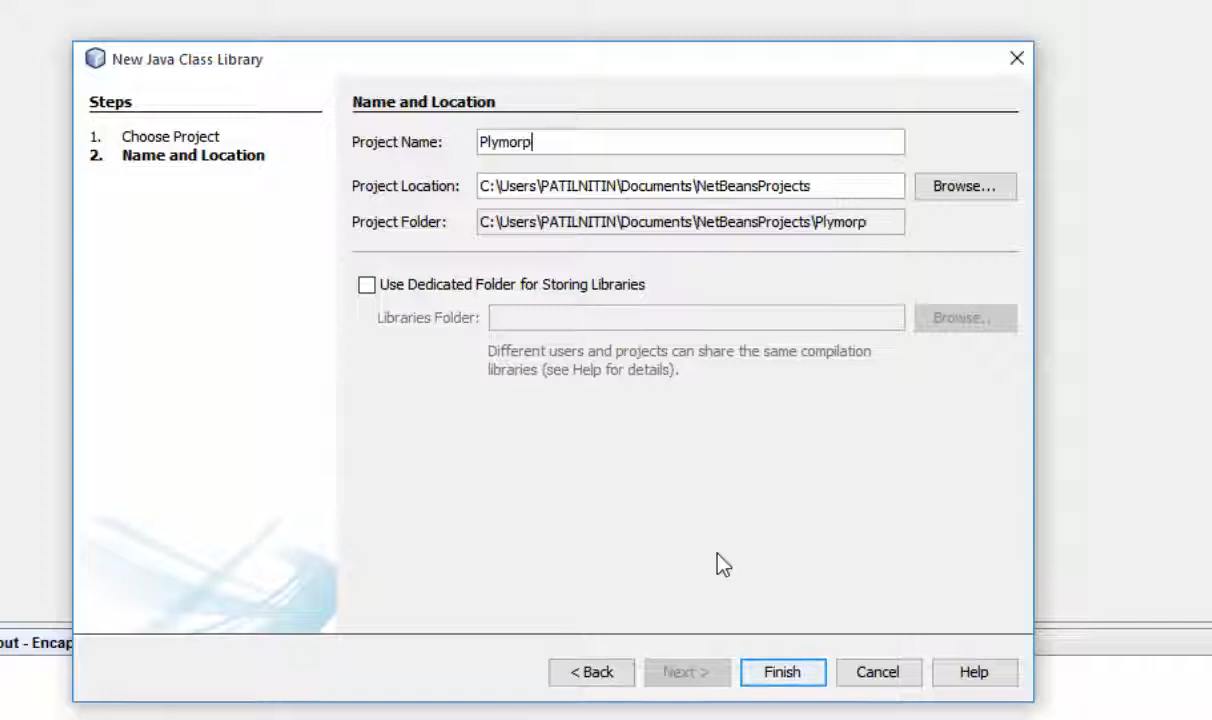 New Java Class Library
Steps
1. Choose Project
2. Name and Location
Name and Location
Project Name: Plymorp
Project Location: C:\Users\PATILNITIN\Documents\NetBeansProjects Browse...
Project Folder: C:\Users\PATILNITIN\Documents\NetBeansProjects\Plymorp
Use Dedicated Folder for Storing Libraries
Libraries Folder: Browse...
Different users and projects can share the same compilation
libraries (see Help for details).
out - Encap
< Back Next > Finish Cancel Help